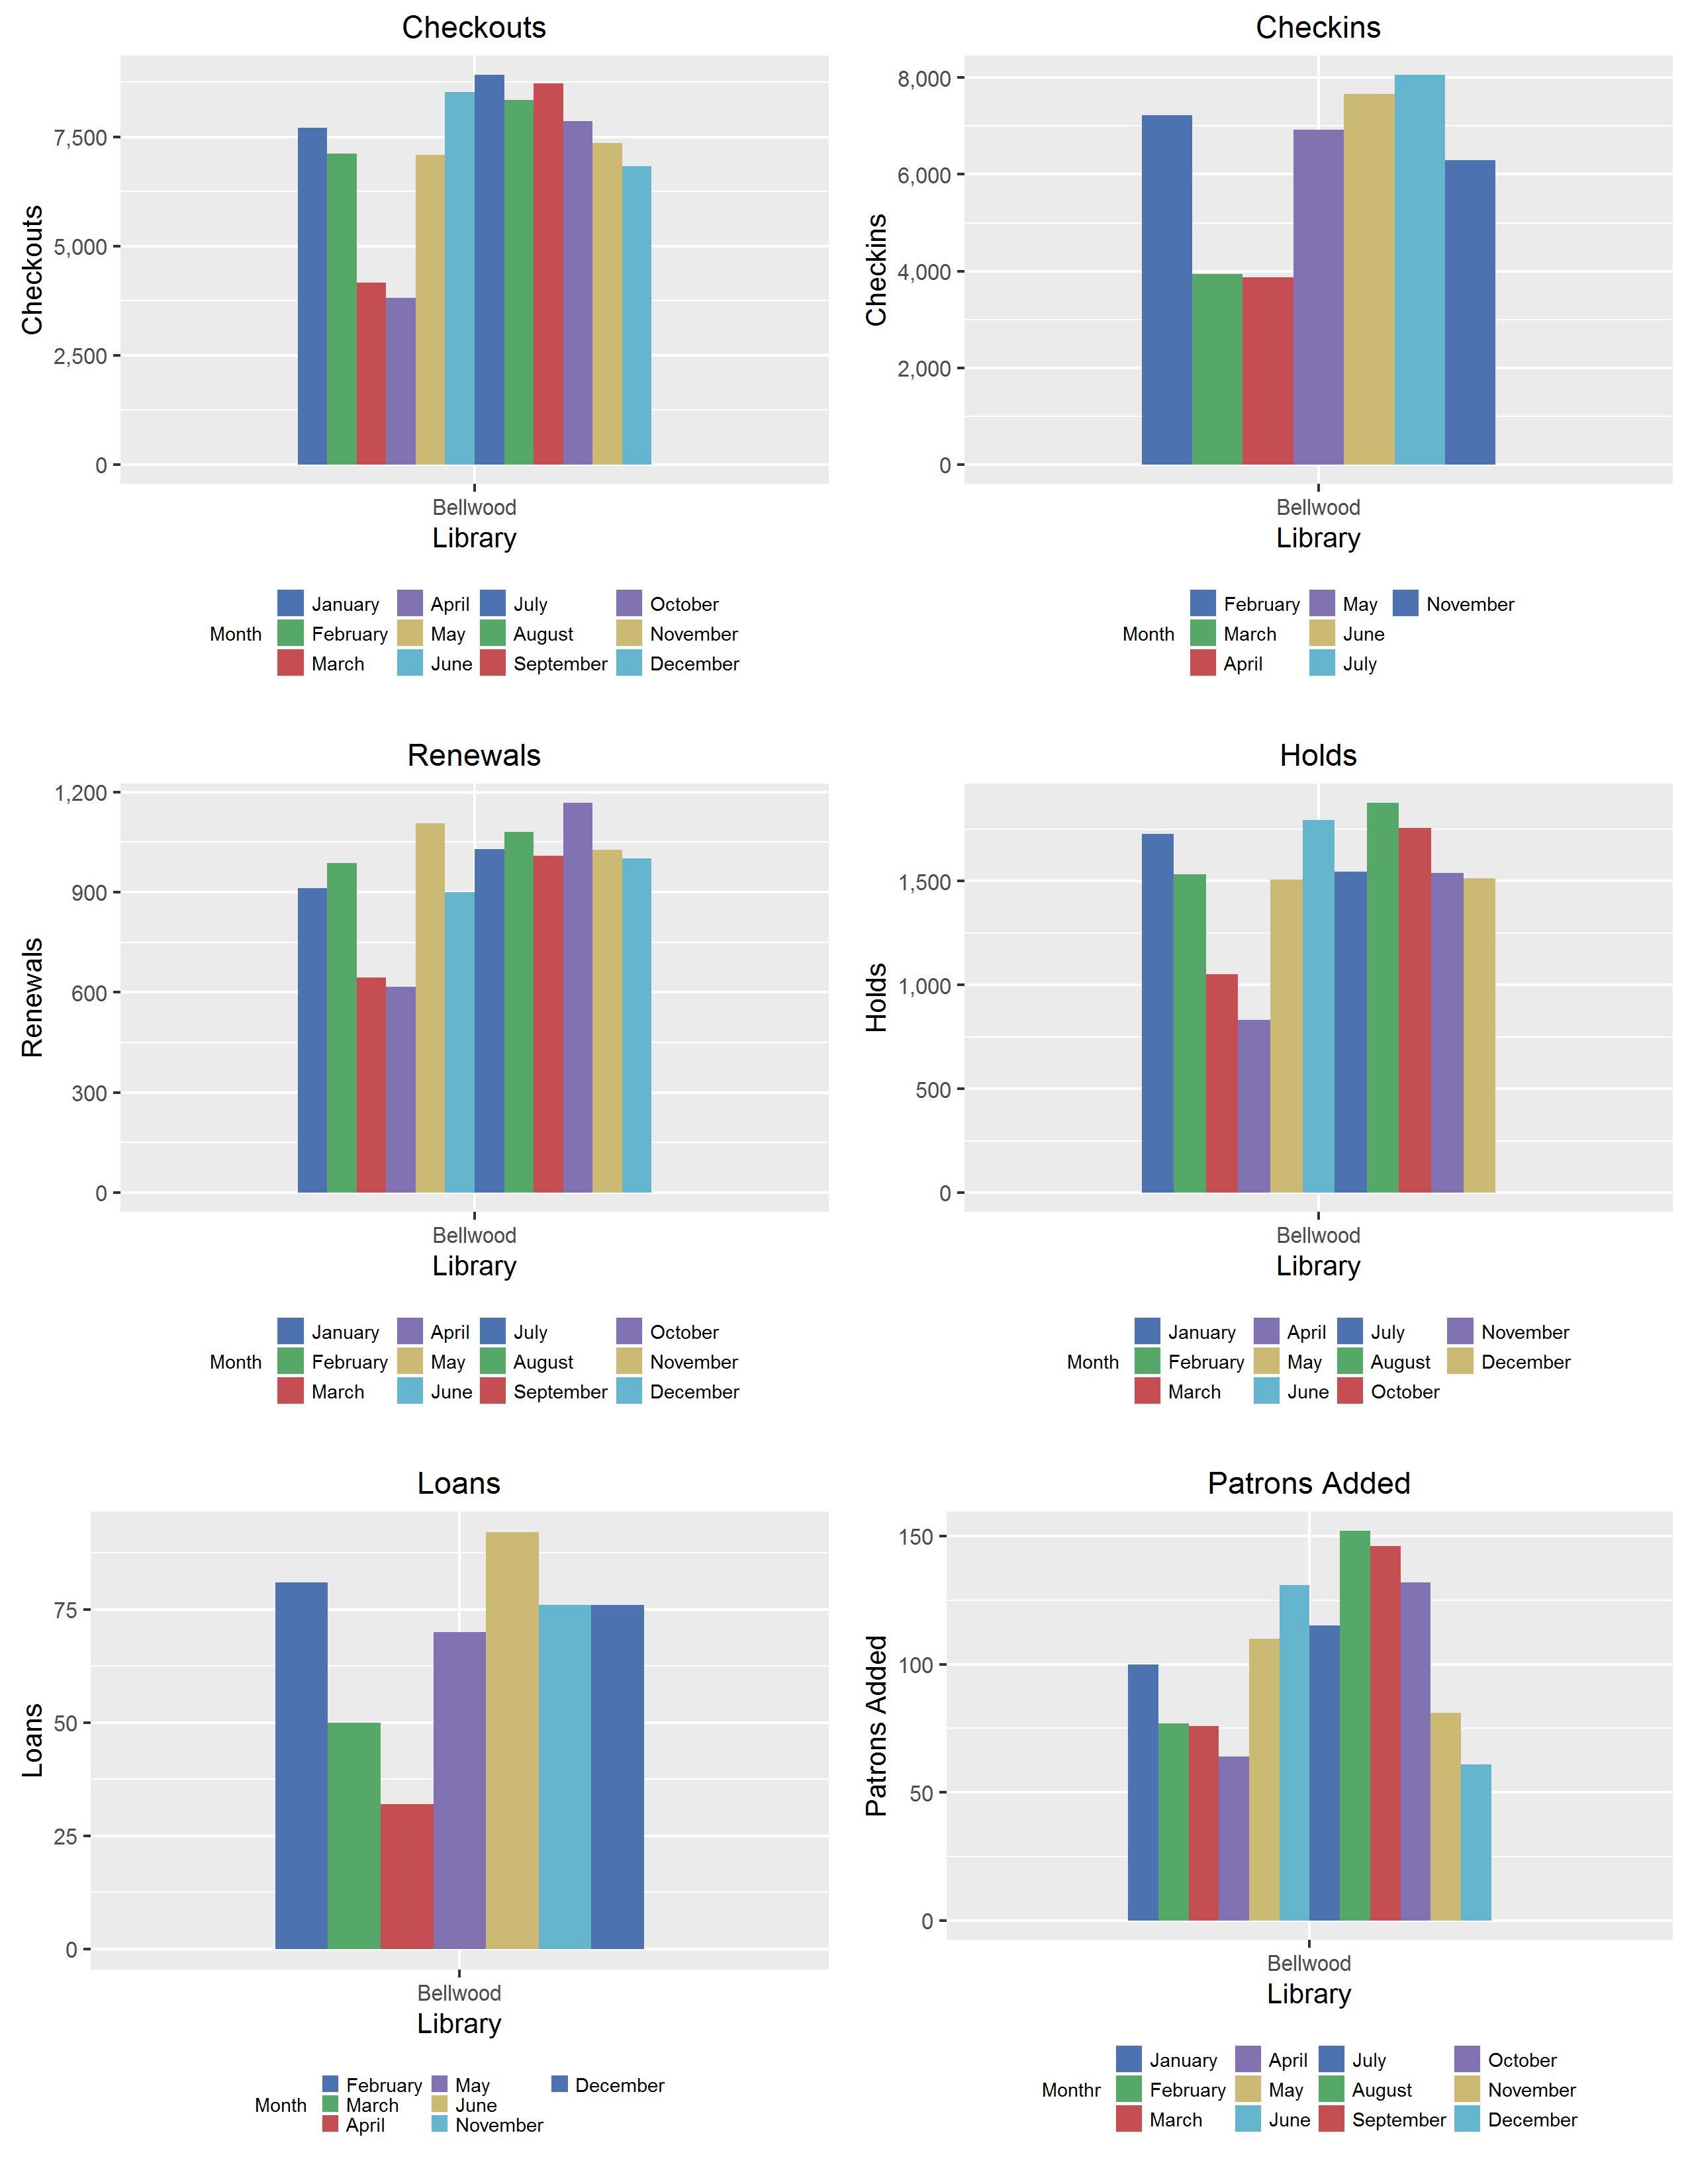 Checkouts
Checkouts
7,500
5,000
2,500
0
Bellwood
Library
Month
January April July October
February May August November
March June September December
Checkins
Checkins
8,000
6,000
4,000
2,000
0
Bellwood
Library
Month
February May November
March June
April July
Renewals
Renewals
1,200
900
600
300
0
Bellwood
Library
Month
January April July October
February May August November
March June September December
Holds
Holds
1,500
1,000
500
0
Bellwood
Library
Month
January April July November
February May August December
March June October
Loans
Loans
75
50
25
0
Bellwood
Library
Month
February May December
March June
April November
Patrons Added
Patrons Added
150
100
50
0
Bellwood
Library
Monthr
January April July October
February May August November
March June September December